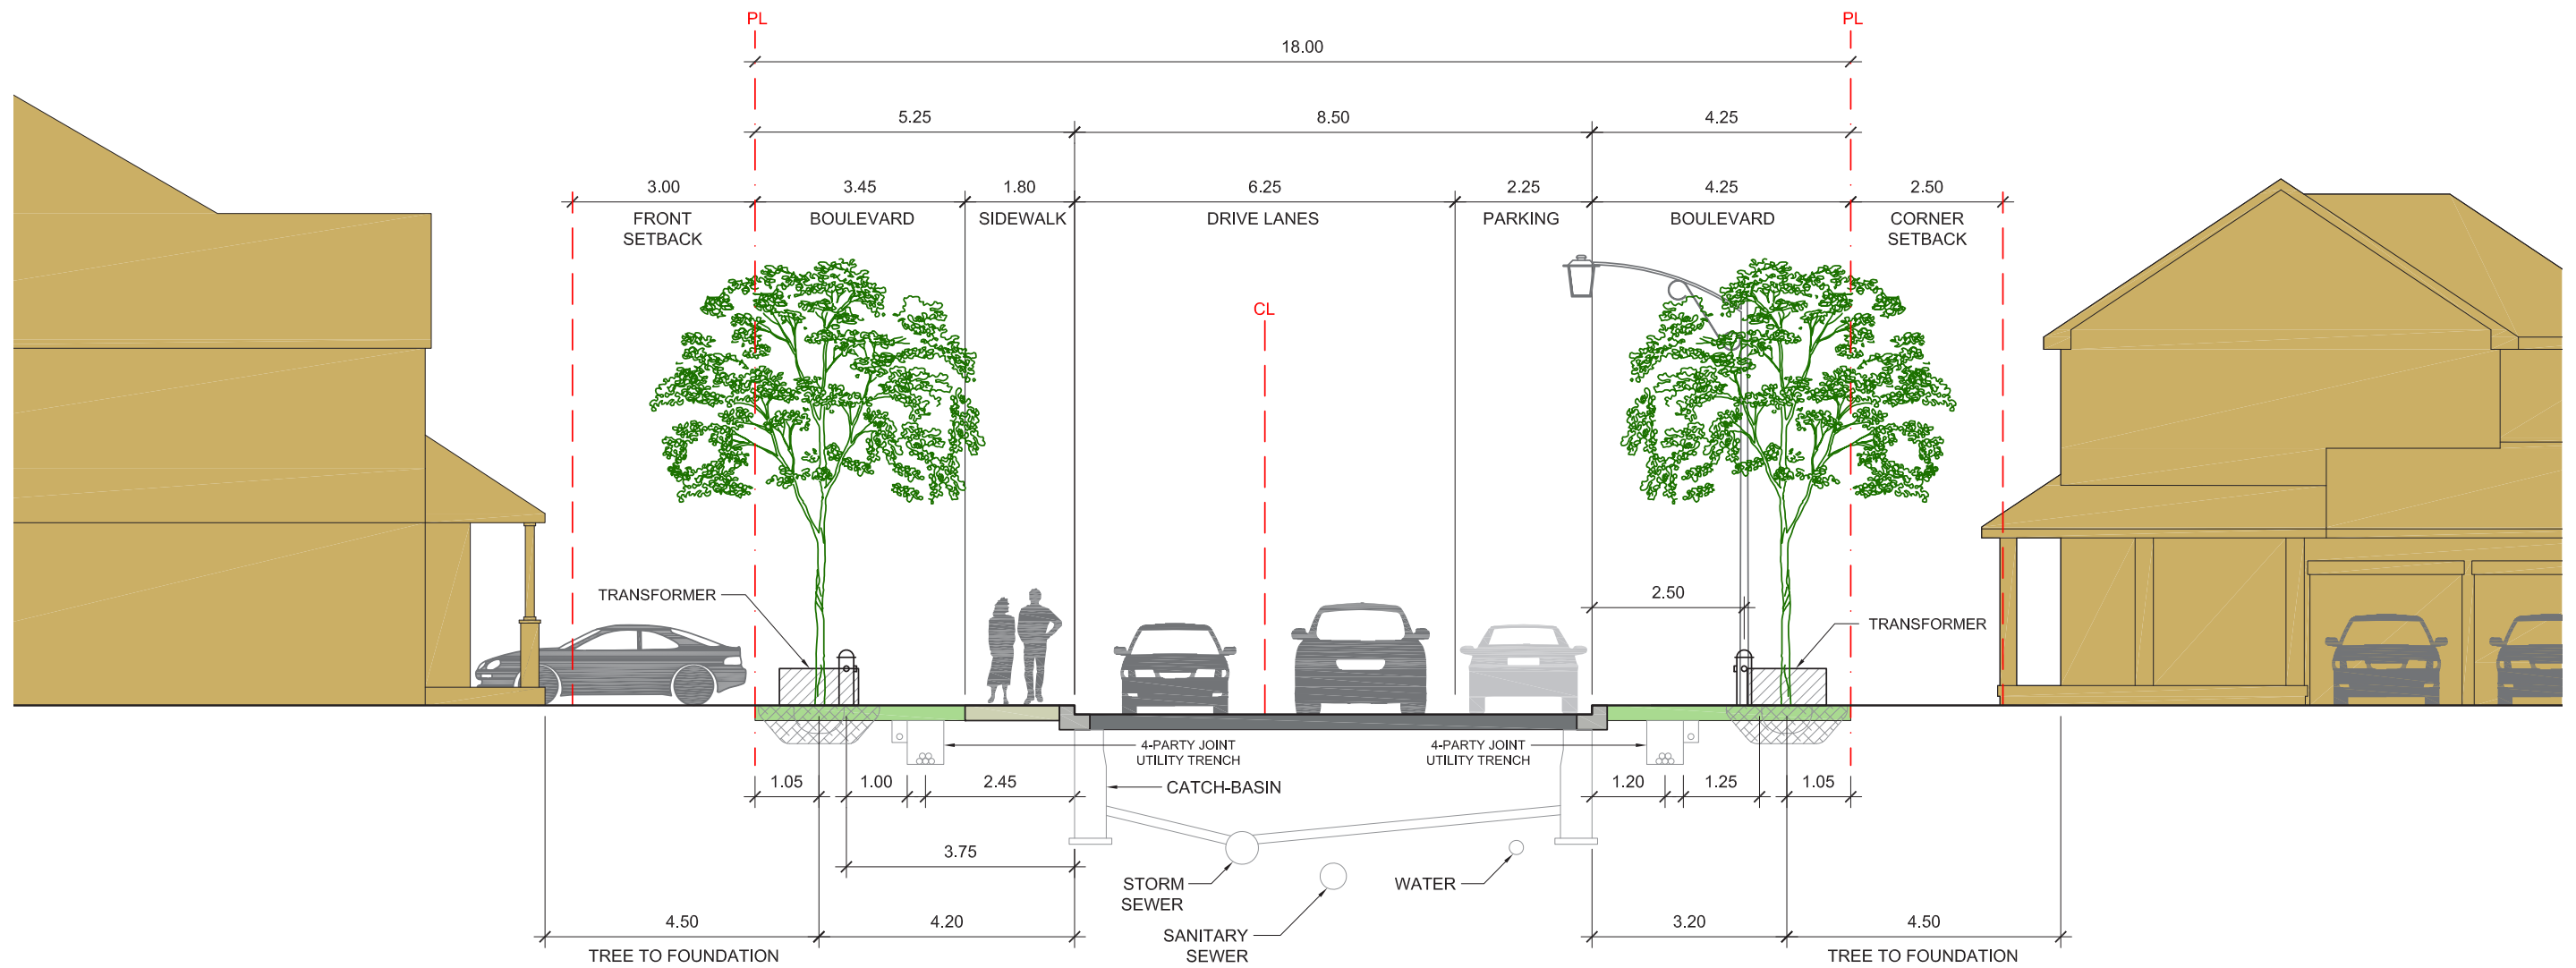 PL
PL
18.00
5.25
8.50
4.25
3.00
3.45
1.80
6.25
2.25
4.25
2.50
FRONT
SETBACK
BOULEVARD
SIDEWALK
DRIVE LANES
PARKING
BOULEVARD
CORNER
SETBACK
CL
TRANSFORMER
2.50
TRANSFORMER
4-PARTY JOINT
UTILITY TRENCH
4-PARTY JOINT
UTILITY TRENCH
1.05
1.00
2.45
CATCH-BASIN
1.20
1.25
1.05
3.75
STORM
SEWER
WATER
4.50
4.20
SANITARY
SEWER
3.20
4.50
TREE TO FOUNDATION
TREE TO FOUNDATION